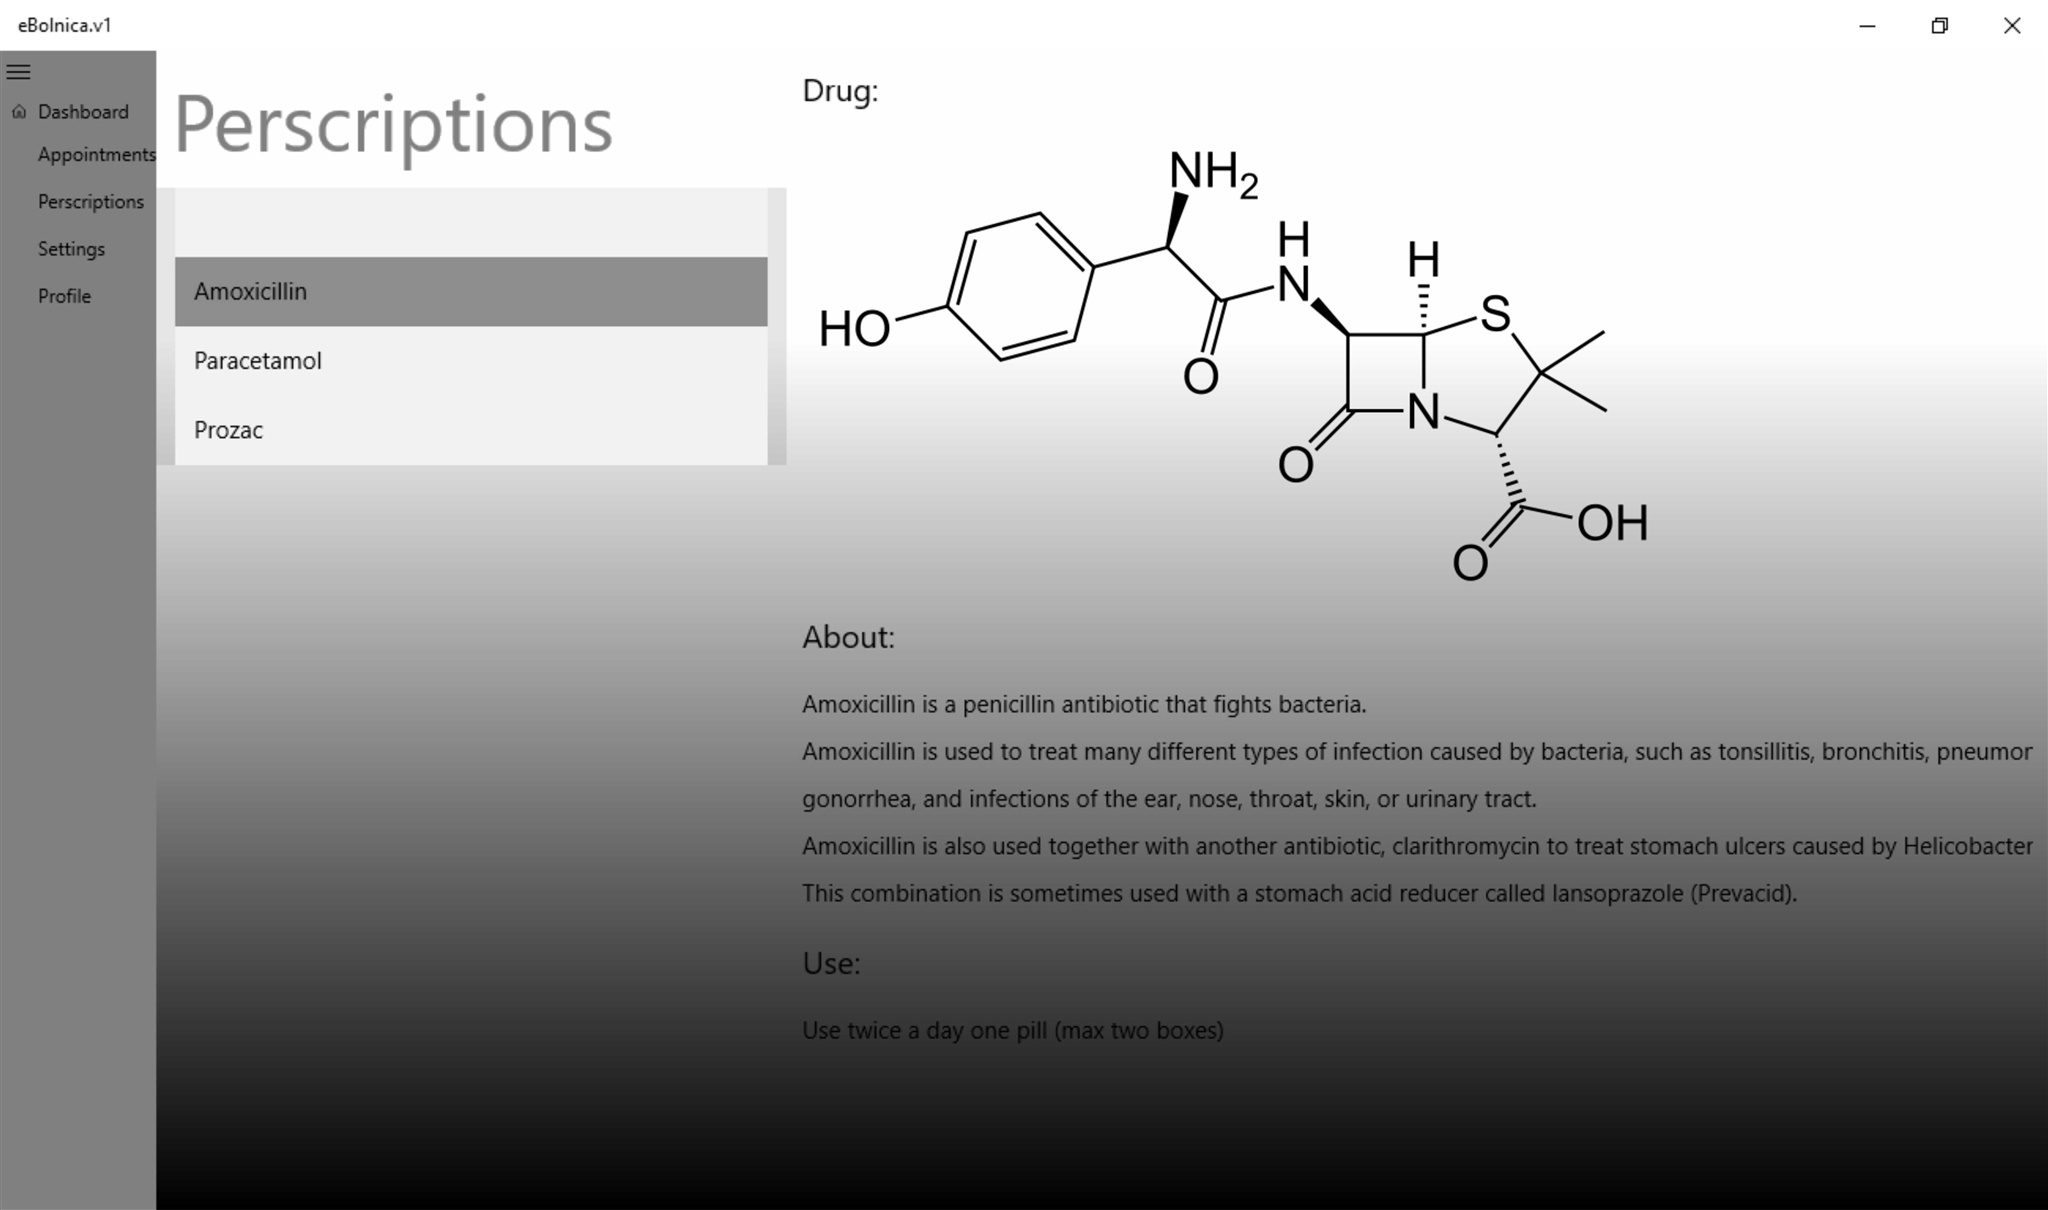 eBolnica.v1
Dashboard
Appointments
Perscriptions
Settings
Profile
Perscriptions
Amoxicillin
Paracetamol
Prozac
Drug:
NH2
H
N
H
S
HO
O
N
O
OH
O
About:
Amoxicillin is a penicillin antibiotic that fights bacteria.
Amoxicillin is used to treat many different types of infection caused by bacteria, such as tonsillitis, bronchitis, pneumor
gonorrhea, and infections of the ear, nose, throat, skin, or urinary tract.
Amoxicillin is also used together with another antibiotic, clarithromycin to treat stomach ulcers caused by Helicobacter
This combination is sometimes used with a stomach acid reducer called lansoprazole (Prevacid).
Use:
Use twice a day one pill (max two boxes)